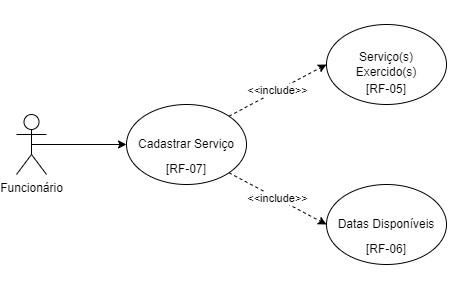 Serviço(s)
Exercido(s)
[RF-05]
<<include>>
Cadastrar Serviço
[RF-07]
Funcionário
<<include>>
Datas Disponíveis
[RF-06]